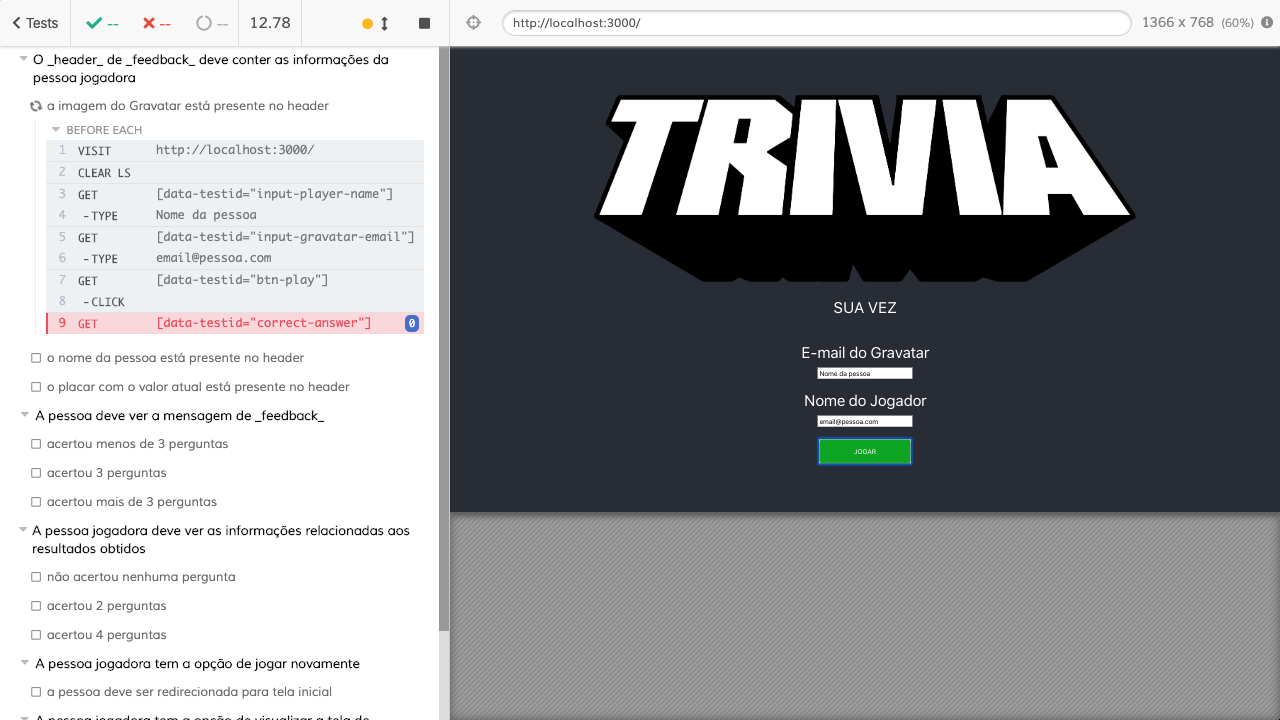 Tests
--
--
--
12.78
http://localhost:3000/
1366 x 768 (60%)
O _header_ de _feedback_ deve conter as informações da
pessoa jogadora
a imagem do Gravatar está presente no header
BEFORE EACH
1 VISIT http://localhost:3000/
2 CLEAR LS
3 GET [data-testid="input-player-name"]
4 -TYPE Nome da pessoa
5 GET [data-testid="input-gravatar-email"]
6 -TYPE email@pessoa.com
7 GET [data-testid="btn-play"]
8 -CLICK
9 GET [data-testid="correct-answer"] 0
o nome da pessoa está presente no header
o placar com o valor atual está presente no header
A pessoa deve ver a mensagem de _feedback_
acertou menos de 3 perguntas
acertou 3 perguntas
acertou mais de 3 perguntas
A pessoa jogadora deve ver as informações relacionadas aos
resultados obtidos
não acertou nenhuma pergunta
acertou 2 perguntas
acertou 4 perguntas
A pessoa jogadora tem a opção de jogar novamente
a pessoa deve ser redirecionada para tela inicial
A pessoa jogadora tem a opção de visualizar a tela de
TRIVIA
SUA VEZ
E-mail do Gravatar
Nome da pessoa
Nome do Jogador
email@pessoa.com
JOGAR